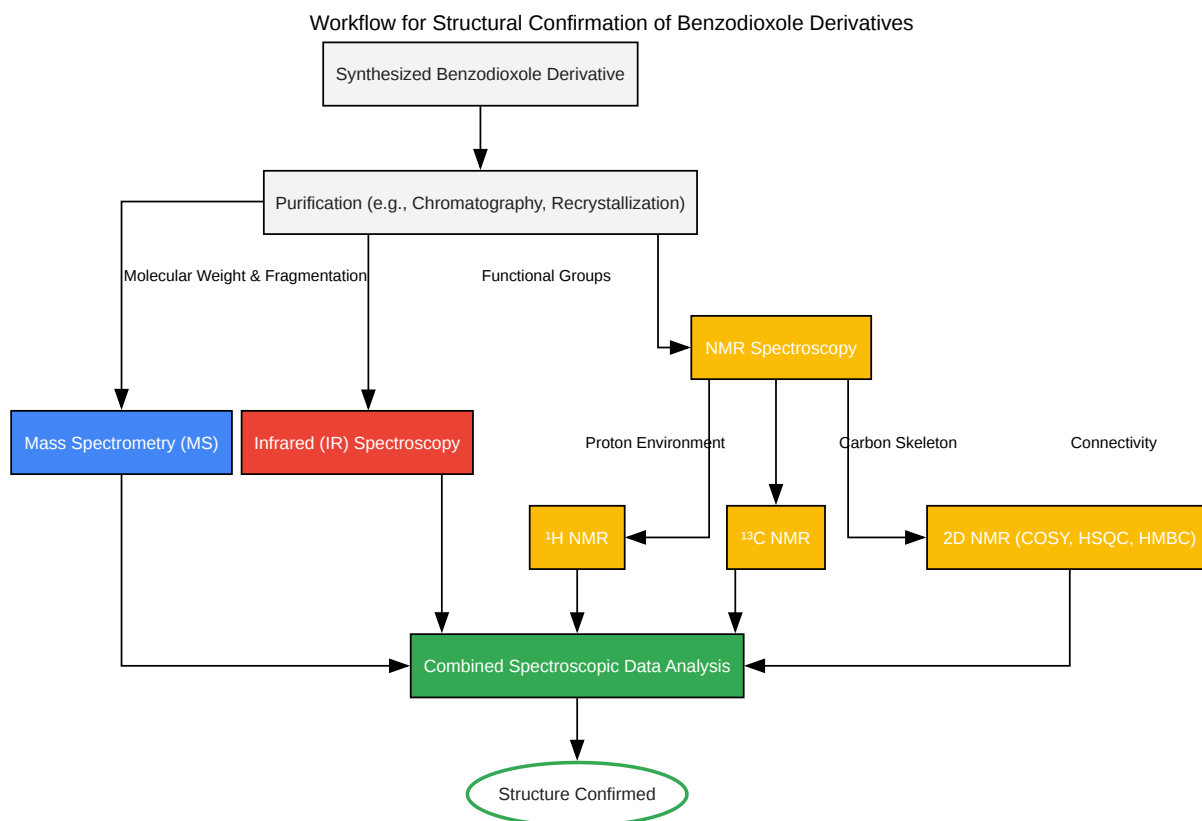 Workflow for Structural Confirmation of Benzodioxole Derivatives
Synthesized Benzodioxole Derivative
Purification (e.g., Chromatography, Recrystallization)
Molecular Weight & Fragmentation
Functional Groups
NMR Spectroscopy
Mass Spectrometry (MS)
Infrared (IR) Spectroscopy
Proton Environment
Carbon Skeleton
Connectivity
¹H NMR
¹³C NMR
2D NMR (COSY, HSQC, HMBC)
Combined Spectroscopic Data Analysis
Structure Confirmed